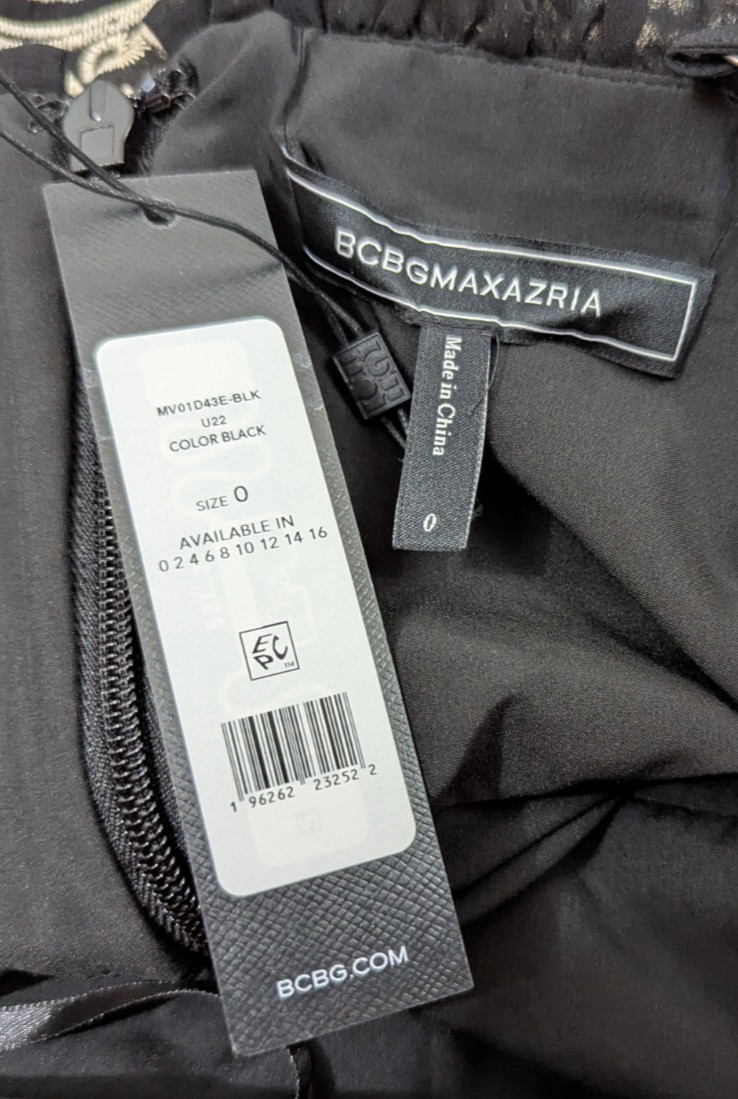 BCBGMAXAZRIA
Made in China
0
MV01D43E-BLK
U22
COLOR BLACK
SIZE 0
AVAILABLE IN
0 2 4 6 8 10 12 14 16
EPC™
1 96262 23252 2
BCBG.COM